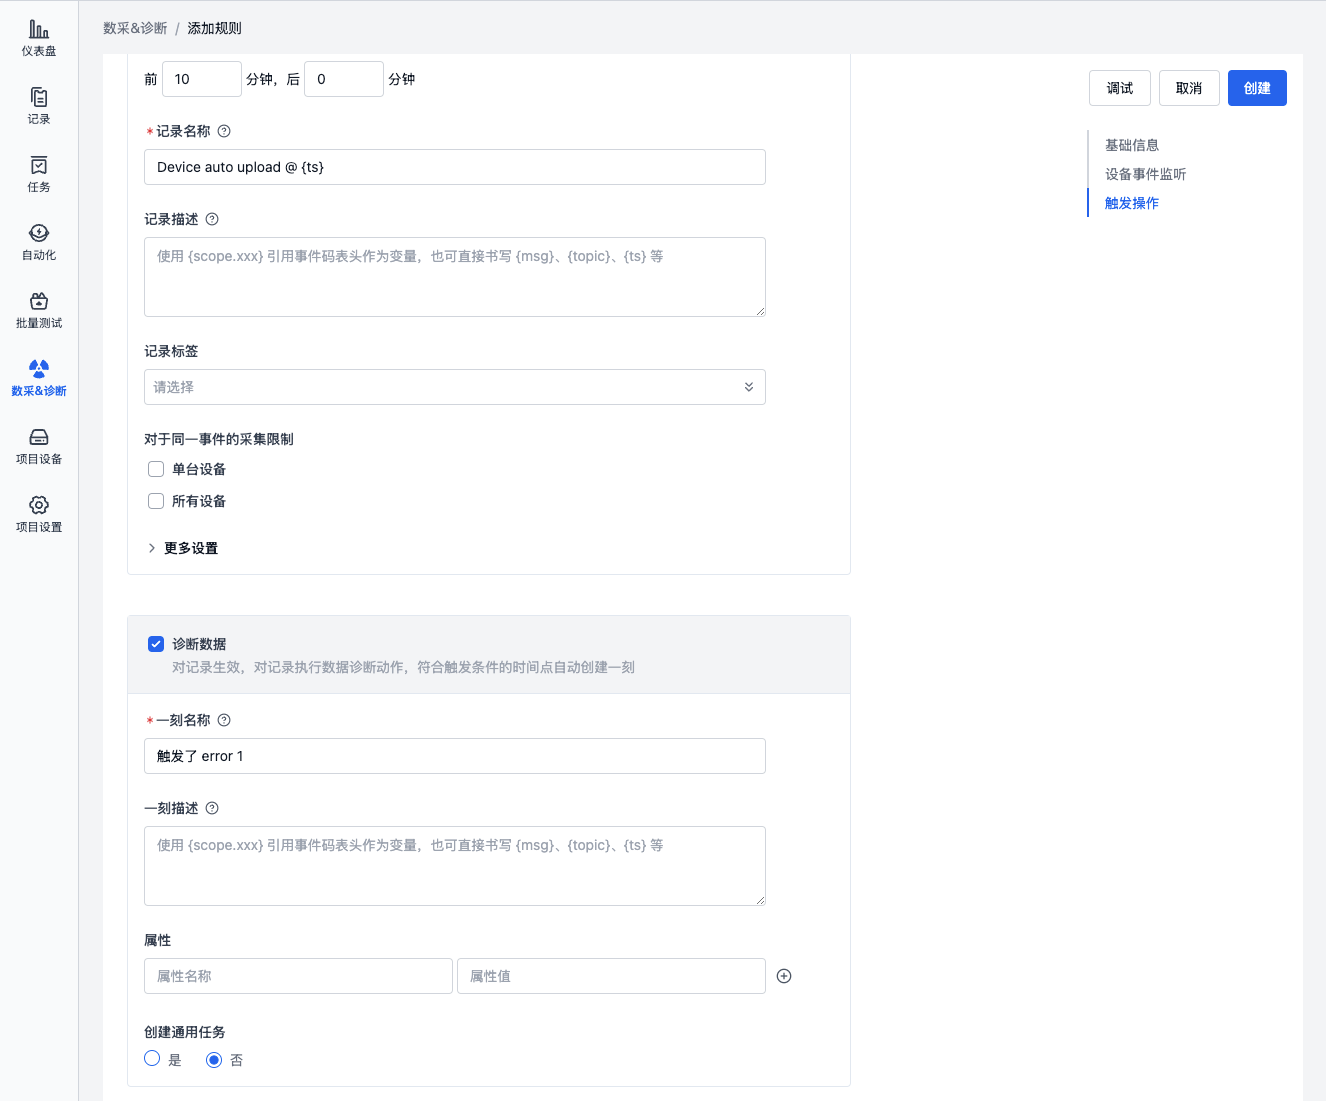 仪表盘
记录
任务
自动化
批量测试
数采&诊断
项目设备
项目设置
数采&诊断 / 添加规则
调试
取消
创建
基础信息
设备事件监听
触发操作
前 10 分钟，后 0 分钟
*记录名称
Device auto upload @ {ts}
记录描述
使用 {scope.xxx} 引用事件码表头作为变量，也可直接书写 {msg}、{topic}、{ts} 等
记录标签
请选择
对于同一事件的采集限制
单台设备
所有设备
更多设置
诊断数据
对记录生效，对记录执行数据诊断动作，符合触发条件的时间点自动创建一刻
*一刻名称
触发了 error 1
一刻描述
使用 {scope.xxx} 引用事件码表头作为变量，也可直接书写 {msg}、{topic}、{ts} 等
属性
属性名称 属性值
创建通用任务
是 否